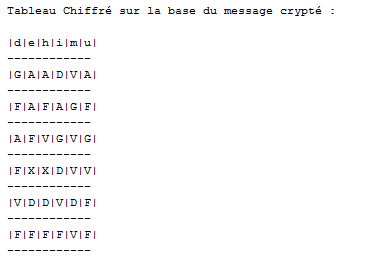 Tableau Chiffré sur la base du message crypté :
|d|e|h|i|m|u|
------------
|G|A|A|D|V|A|
------------
|F|A|F|A|G|F|
------------
|A|F|V|G|V|G|
------------
|F|X|X|D|V|V|
------------
|V|D|D|V|D|F|
------------
|F|F|F|F|V|F|
------------